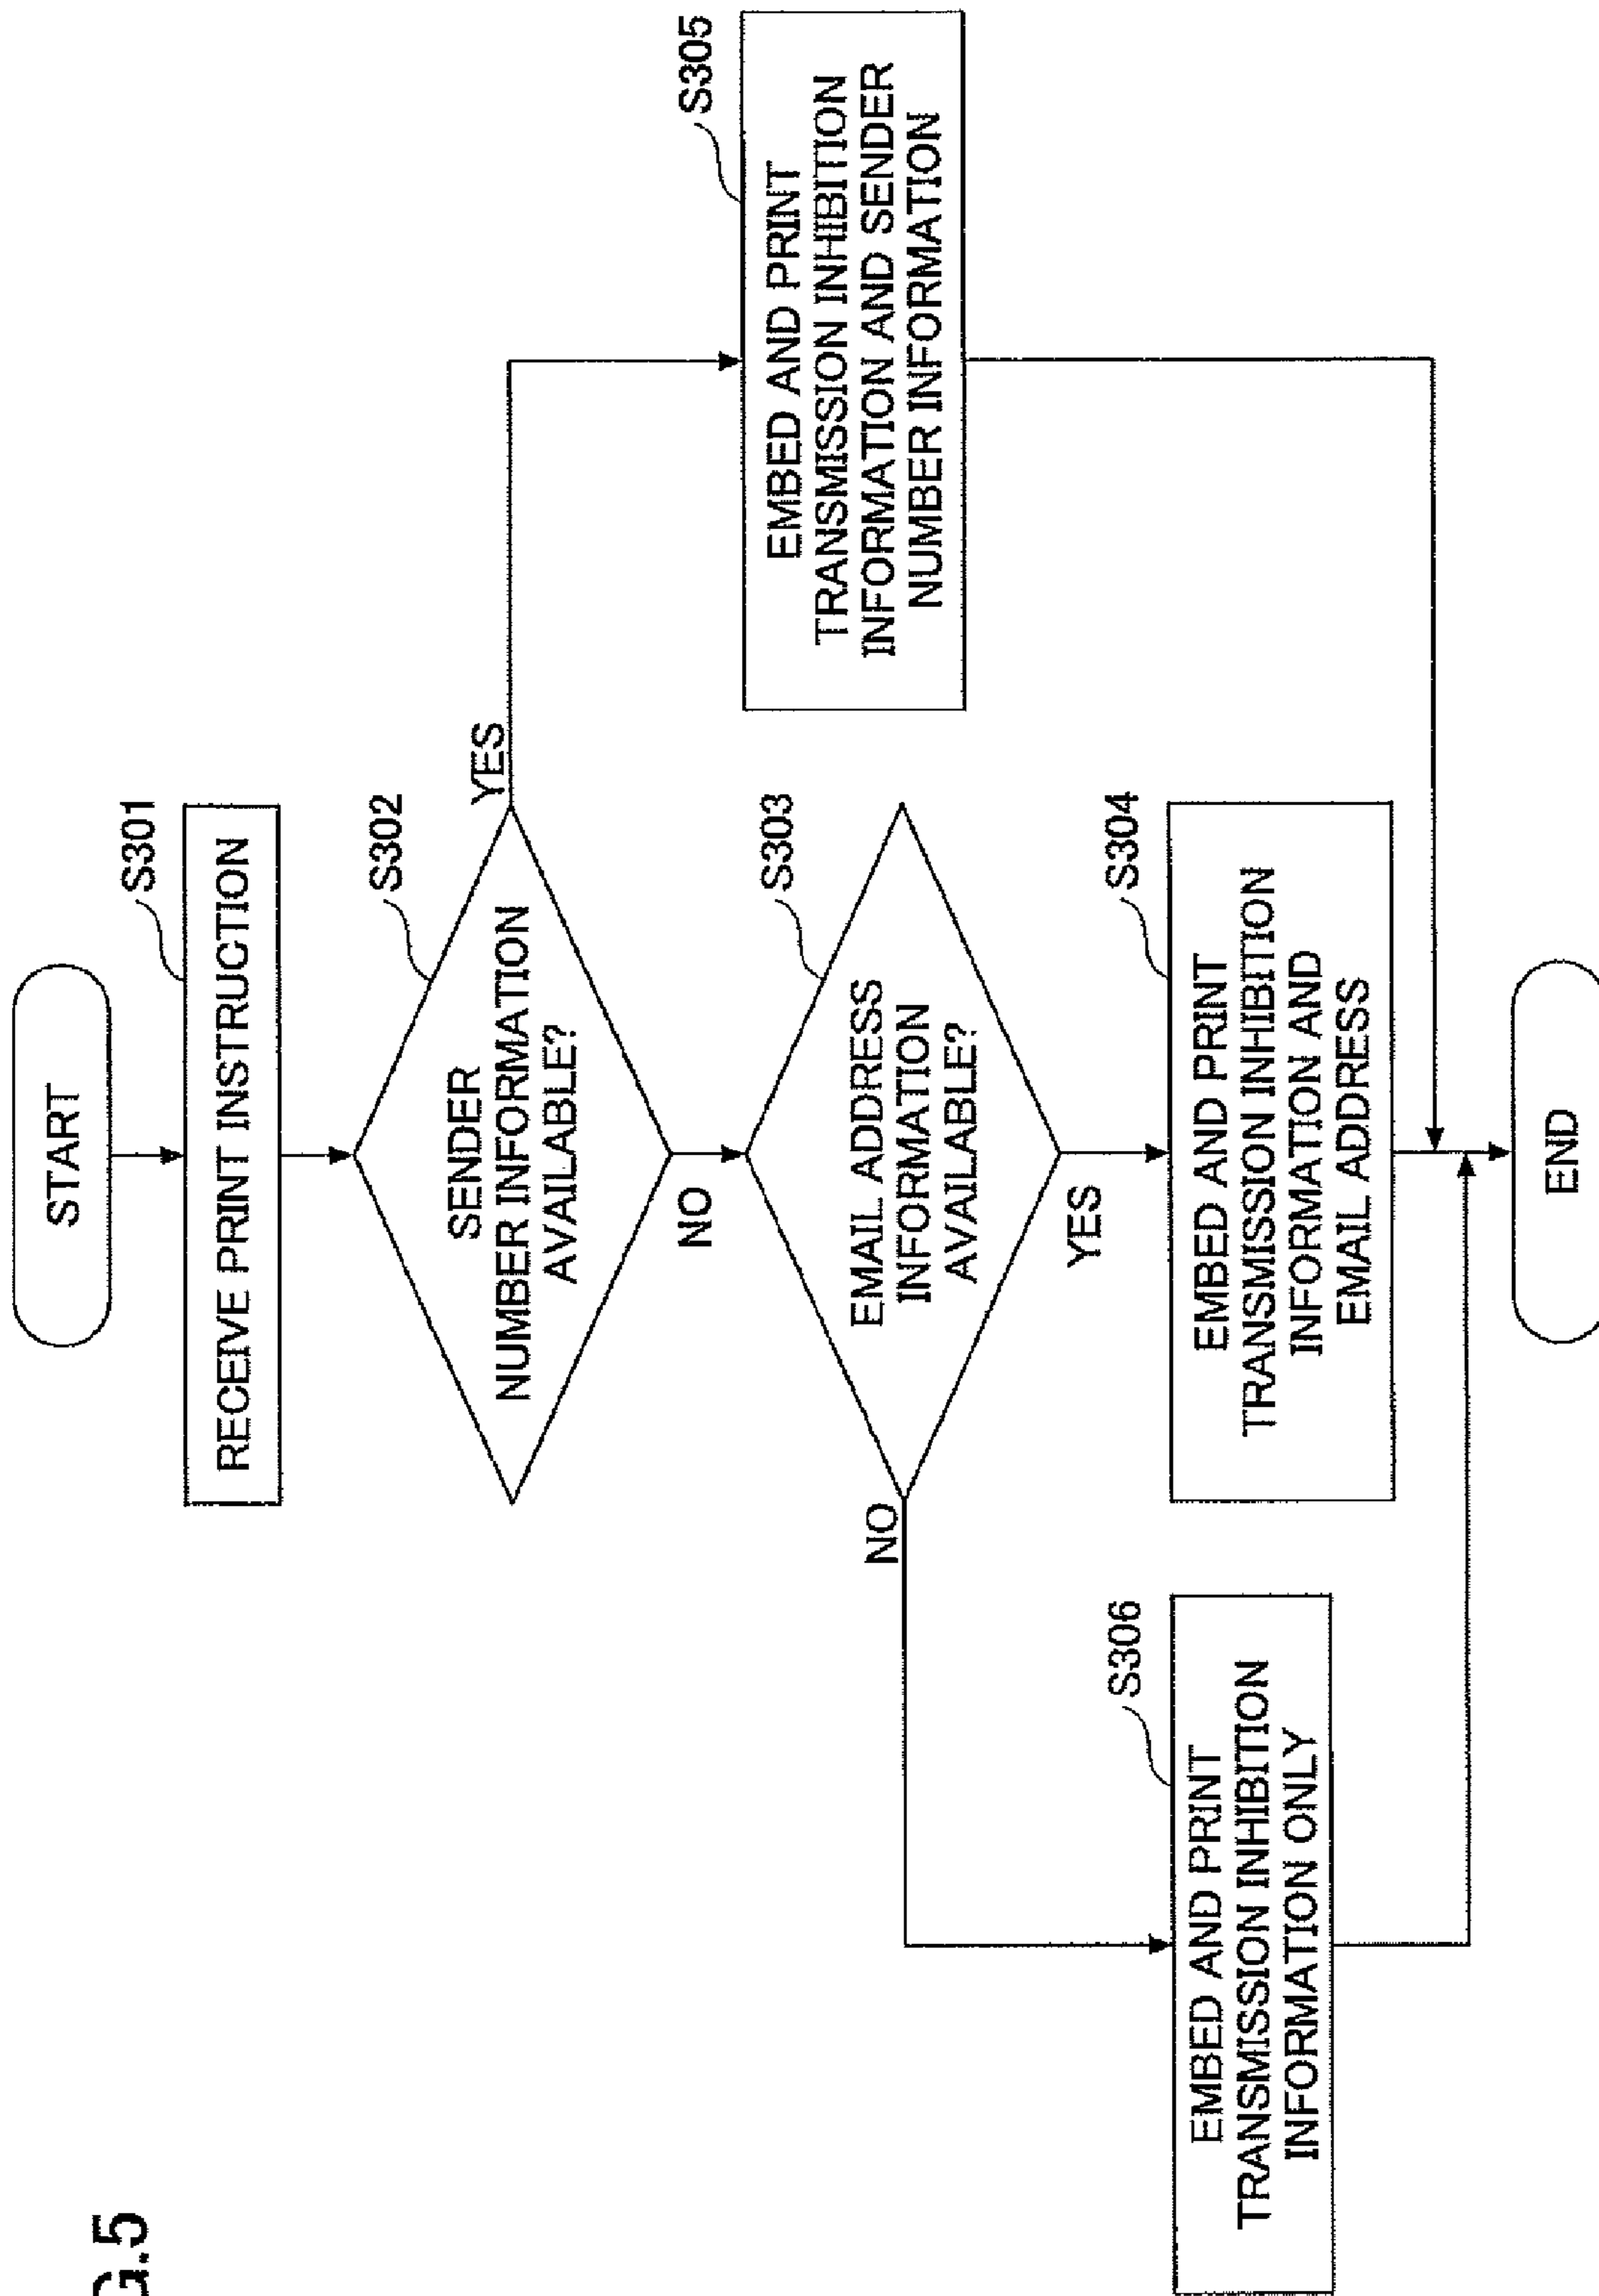 G.5
START
RECEIVE PRINT INSTRUCTION
S301
SENDER
NUMBER INFORMATION
AVAILABLE?
S302
YES
NO
EMAIL ADDRESS
INFORMATION
AVAILABLE?
S303
NO
YES
EMBED AND PRINT
TRANSMISSION INHIBITION
INFORMATION AND SENDER
NUMBER INFORMATION
S305
EMBED AND PRINT
TRANSMISSION INHIBITION
INFORMATION AND
EMAIL ADDRESS
S304
EMBED AND PRINT
TRANSMISSION INHIBITION
INFORMATION ONLY
S306
END